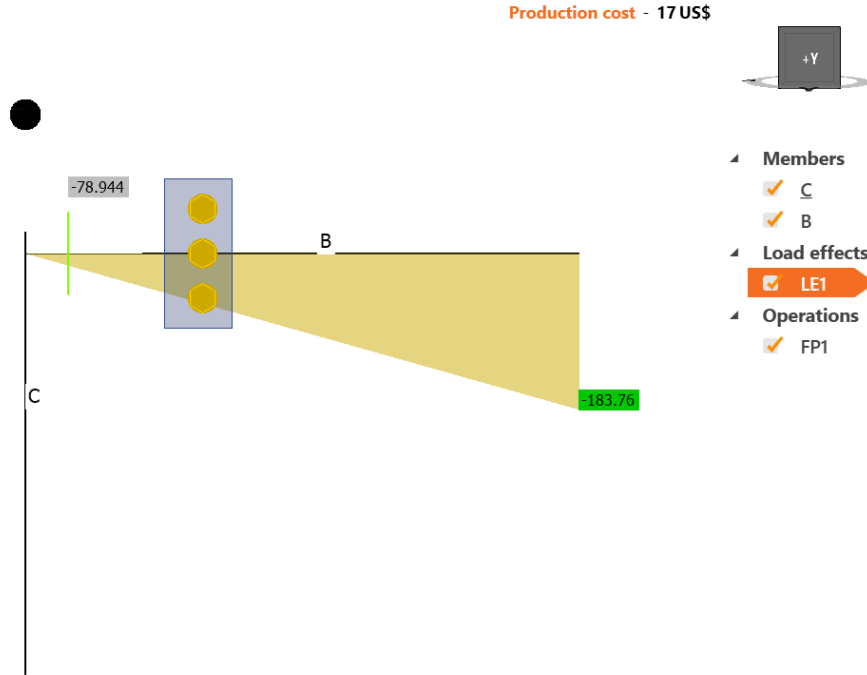 Production cost - 17 US$
+Y
-78.944
Members
C
B
B
Load effects
LE1
Operations
FP1
C
-183.76